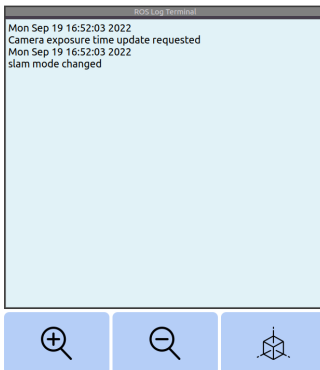 ROS Log Terminal
Mon Sep 19 16:52:03 2022
Camera exposure time update requested
Mon Sep 19 16:52:03 2022
slam mode changed